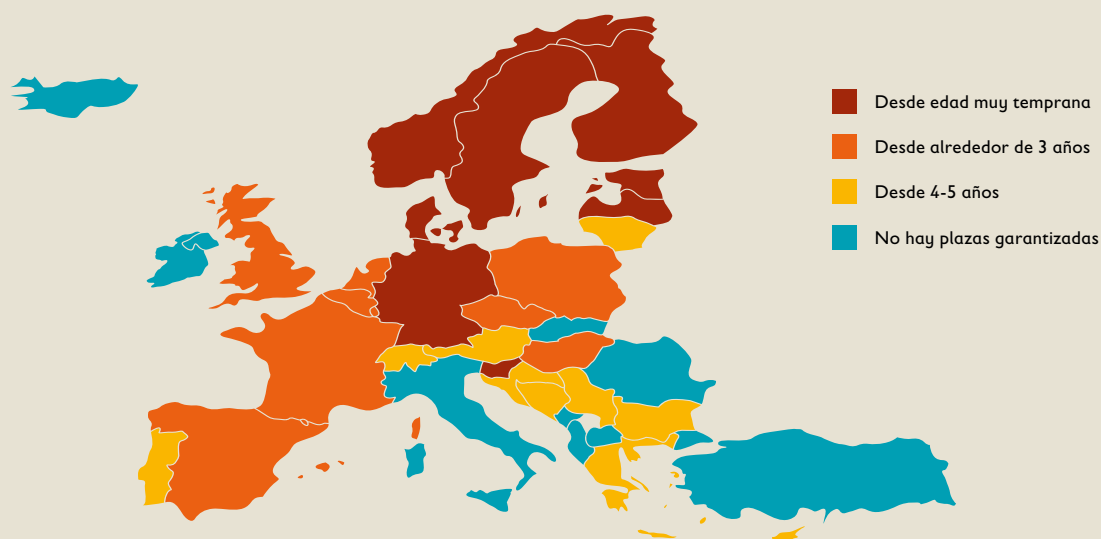 Desde edad muy temprana
Desde alrededor de 3 años
Desde 4-5 años
No hay plazas garantizadas